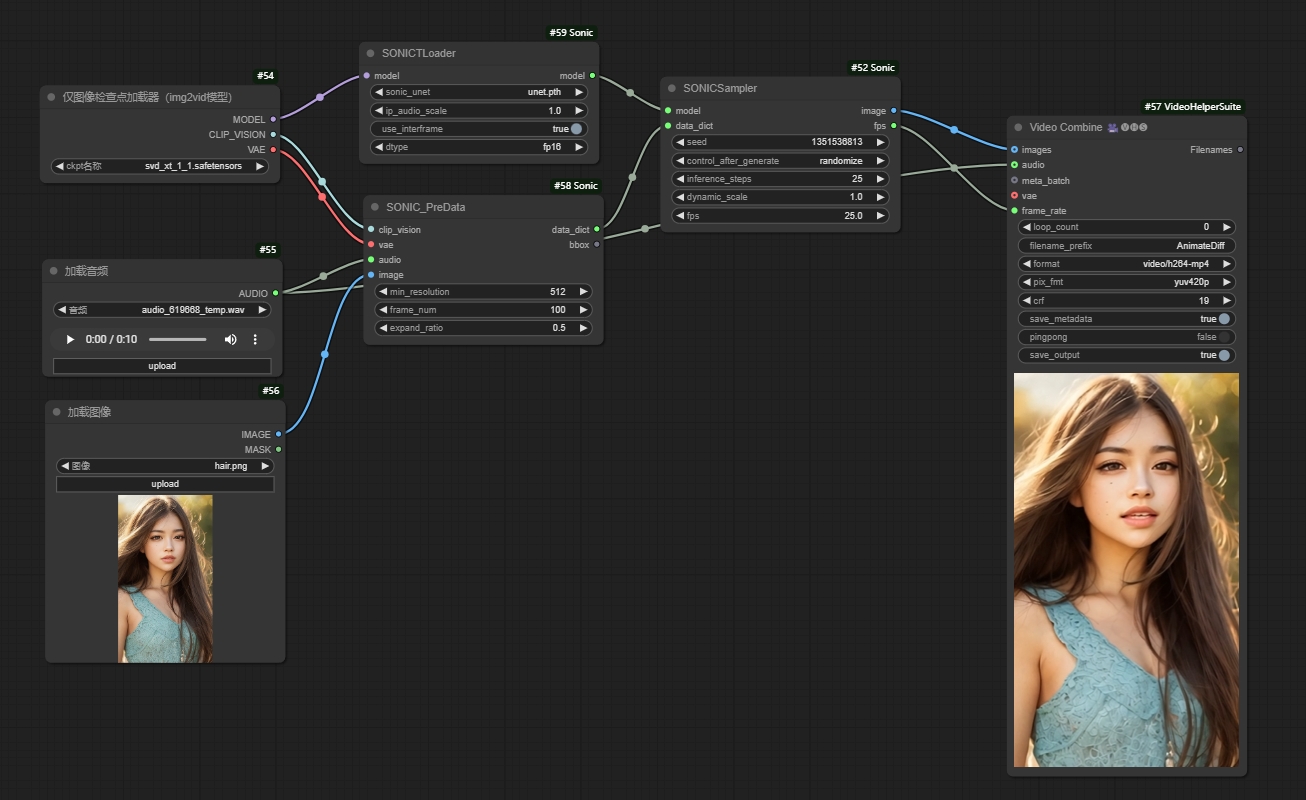 #54
仅图像检查点加载器（img2vid模型）
MODEL
CLIP_VISION
VAE
ckpt名称 svd_xt_1_1.safetensors
#55
加载音频
AUDIO
音频 audio_619668_temp.wav
0:00 / 0:10
upload
#56
加载图像
IMAGE
MASK
图像 hair.png
upload
#59 Sonic
SONICTLoader
model model
sonic_unet unet.pth
ip_audio_scale 1.0
use_interframe true
dtype fp16
#58 Sonic
SONIC_PreData
clip_vision data_dict
vae bbox
audio
image
min_resolution 512
frame_num 100
expand_ratio 0.5
#52 Sonic
SONICSampler
model image
data_dict fps
seed 1351536813
control_after_generate randomize
inference_steps 25
dynamic_scale 1.0
fps 25.0
#57 VideoHelperSuite
Video Combine 🎥🅥🅗🅢
images Filenames
audio
meta_batch
vae
frame_rate
loop_count 0
filename_prefix AnimateDiff
format video/h264-mp4
pix_fmt yuv420p
crf 19
save_metadata true
pingpong false
save_output true